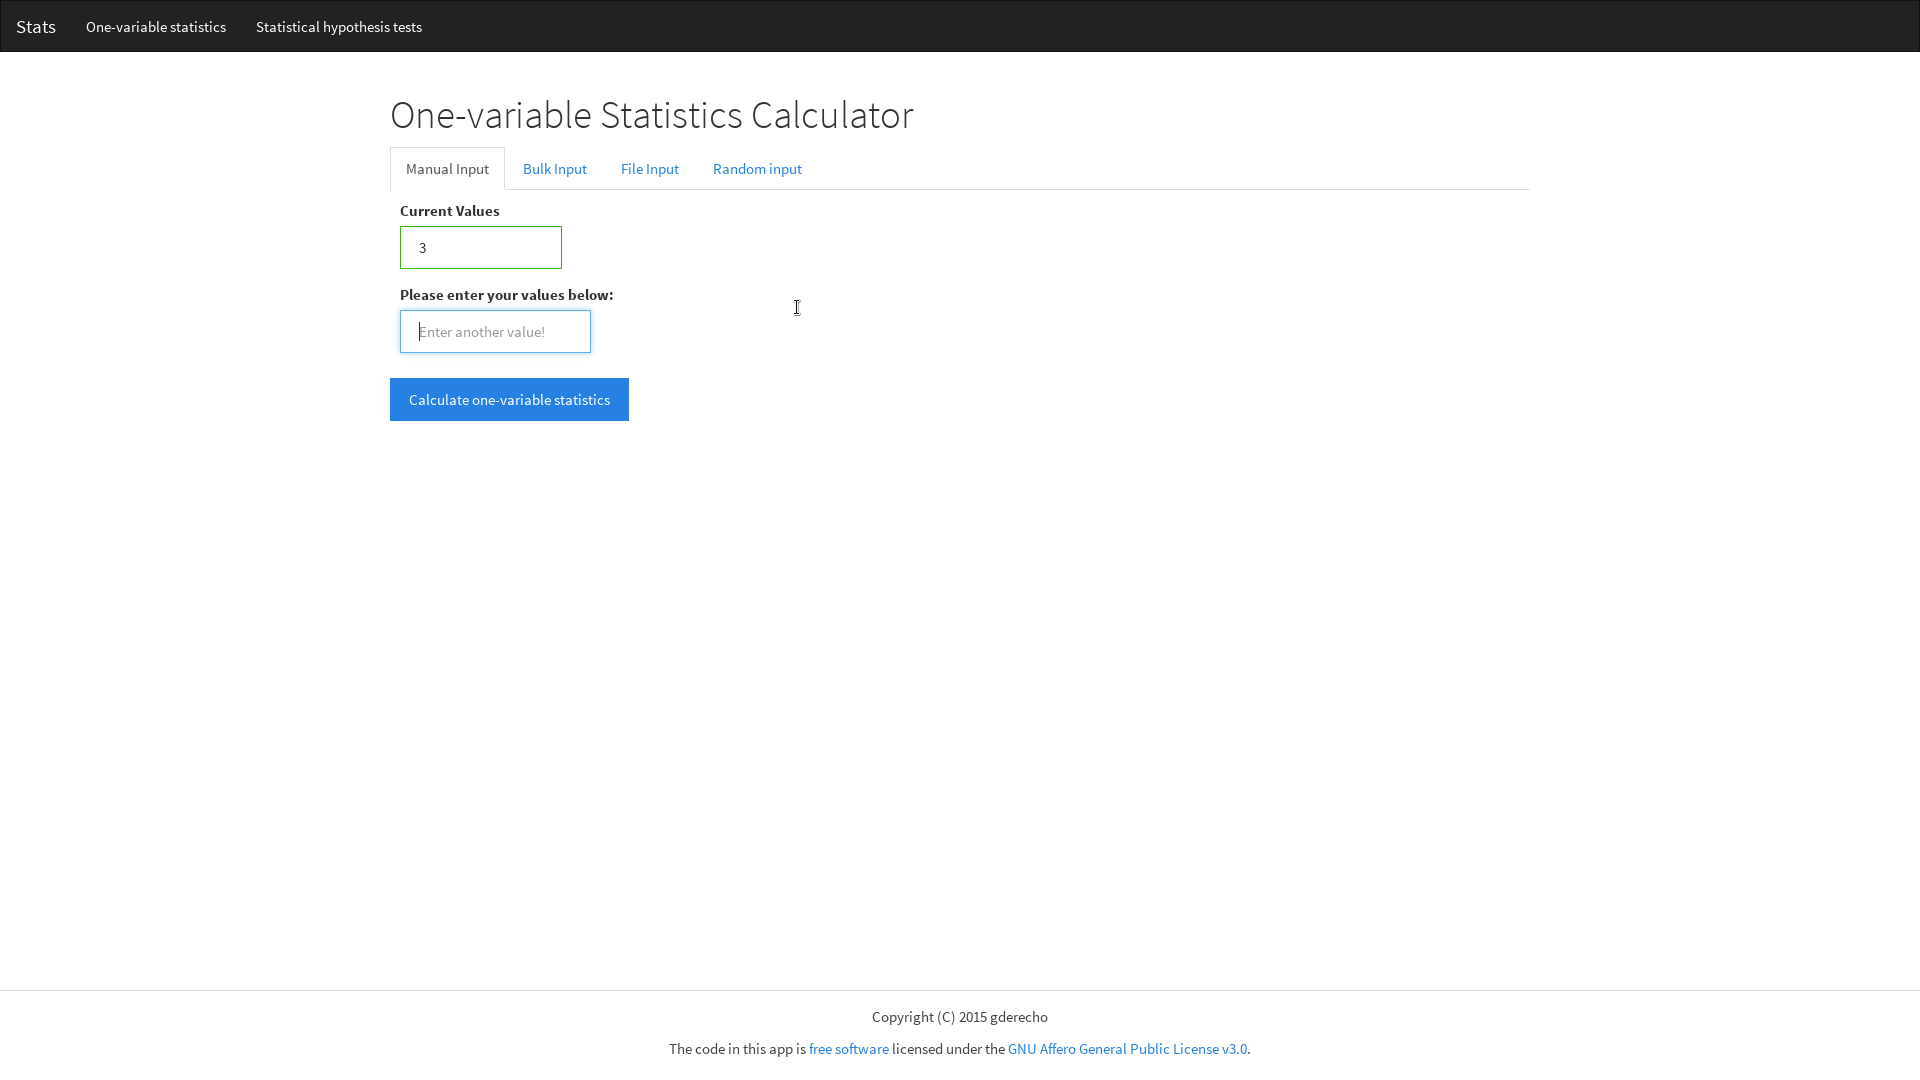 Stats One-variable statistics Statistical hypothesis tests
One-variable Statistics Calculator
Manual Input Bulk Input File Input Random input
Current Values
3
Please enter your values below:
Enter another value!
Calculate one-variable statistics
Copyright (C) 2015 gderecho
The code in this app is free software licensed under the GNU Affero General Public License v3.0.